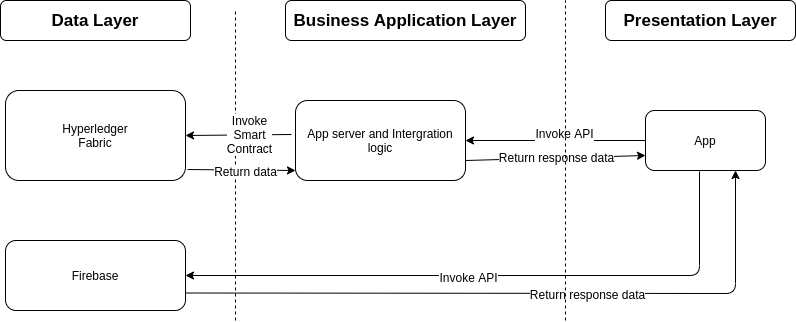 Data Layer
Business Application Layer
Presentation Layer
Hyperledger
Fabric
Invoke
Smart
Contract
Return data
App server and Intergration
logic
Invoke API
Return response data
App
Firebase
Invoke API
Return response data